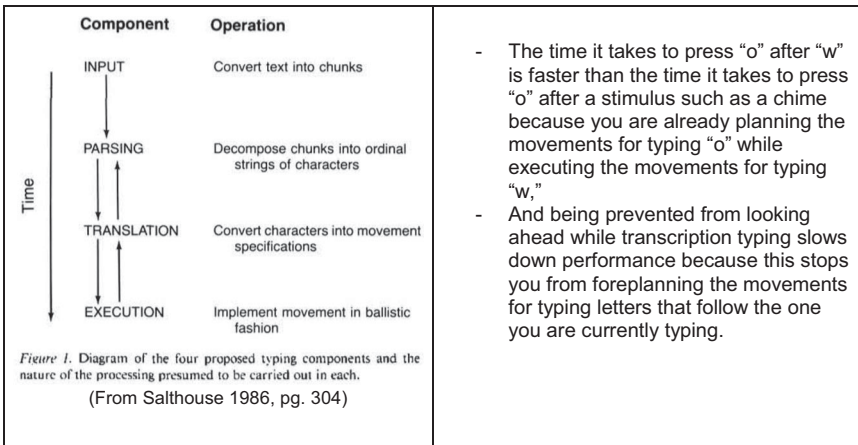 Component Operation
INPUT Convert text into chunks
PARSING Decompose chunks into ordinal
strings of characters
Time
TRANSLATION Convert characters into movement
specifications
EXECUTION Implement movement in ballistic
fashion
Figure 1. Diagram of the four proposed typing components and the
nature of the processing presumed to be carried out in each.
(From Salthouse 1986, pg. 304)
- The time it takes to press “o” after “w”
is faster than the time it takes to press
“o” after a stimulus such as a chime
because you are already planning the
movements for typing “o” while
executing the movements for typing
“w,”
- And being prevented from looking
ahead while transcription typing slows
down performance because this stops
you from foreplanning the movements
for typing letters that follow the one
you are currently typing.